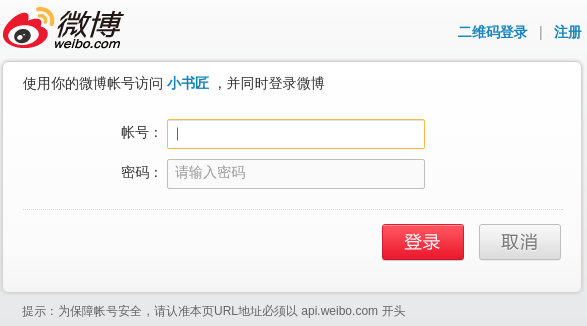 微博
weibo.com
二维码登录 | 注册
使用你的微博帐号访问 小书匠 ，并同时登录微博
帐号：
密码： 请输入密码
登录 取消
提示：为保障帐号安全，请认准本页URL地址必须以 api.weibo.com 开头